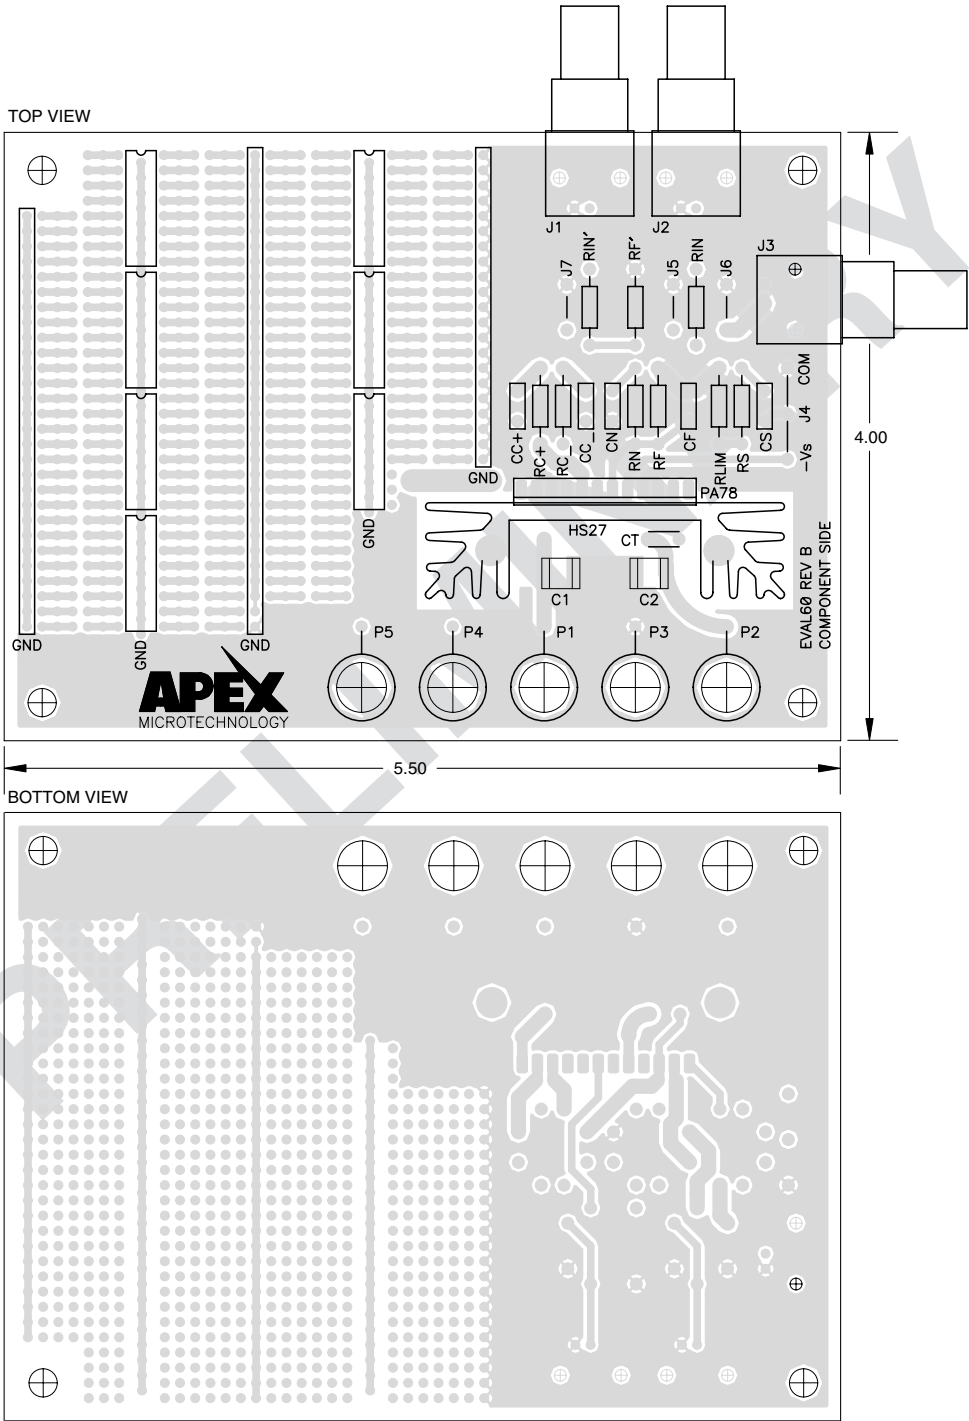 TOP VIEW
J1
J2
J3
J7
RIN'
RF'
J5
RIN
J6
COM
J4
–Vs
CC+
RC+
RC_
CC_
CN
RN
RF
CF
RLIM
RS
CS
4.00
GND
PA78
HS27
CT
GND
C1
C2
EVAL60 REV B
COMPONENT SIDE
P5
P4
P1
P3
P2
GND
GND
GND
APEX
MICROTECHNOLOGY
5.50
BOTTOM VIEW
PRELIMINARY